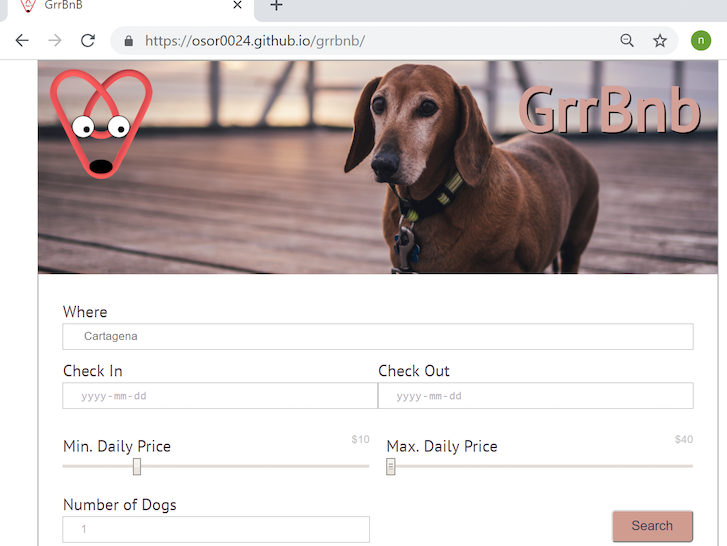 GrrBnB
https://osor0024.github.io/grrbnb/
n
GrrBnb
Where
Cartagena
Check In
Check Out
yyyy-mm-dd
yyyy-mm-dd
Min. Daily Price
$10
Max. Daily Price
$40
Number of Dogs
1
Search